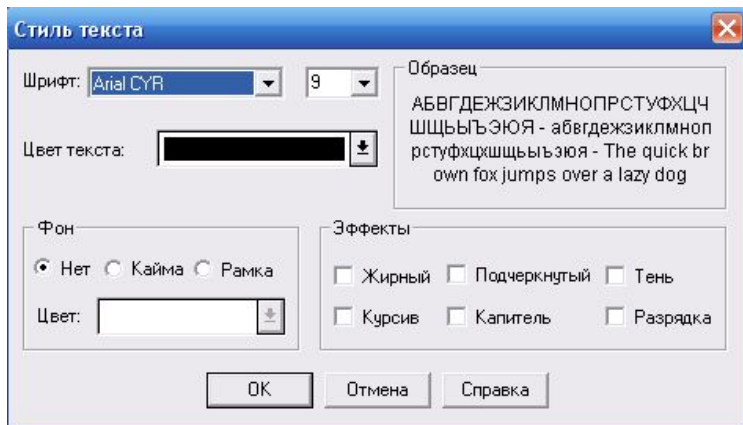 Стиль текста
Шрифт: Arial CYR 9
Образец
АБВГДЕЖЗИКЛМНОПРСТУФХЦЧ
ШЩЬЫЪЭЮЯ - абвгдежзиклмноп
рстуфхцхшщьыъэюя - The quick br
own fox jumps over a lazy dog
Цвет текста:
Фон
Нет Кайма Рамка
Цвет:
Эффекты
Жирный Подчеркнутый Тень
Курсив Капитель Разрядка
OK Отмена Справка